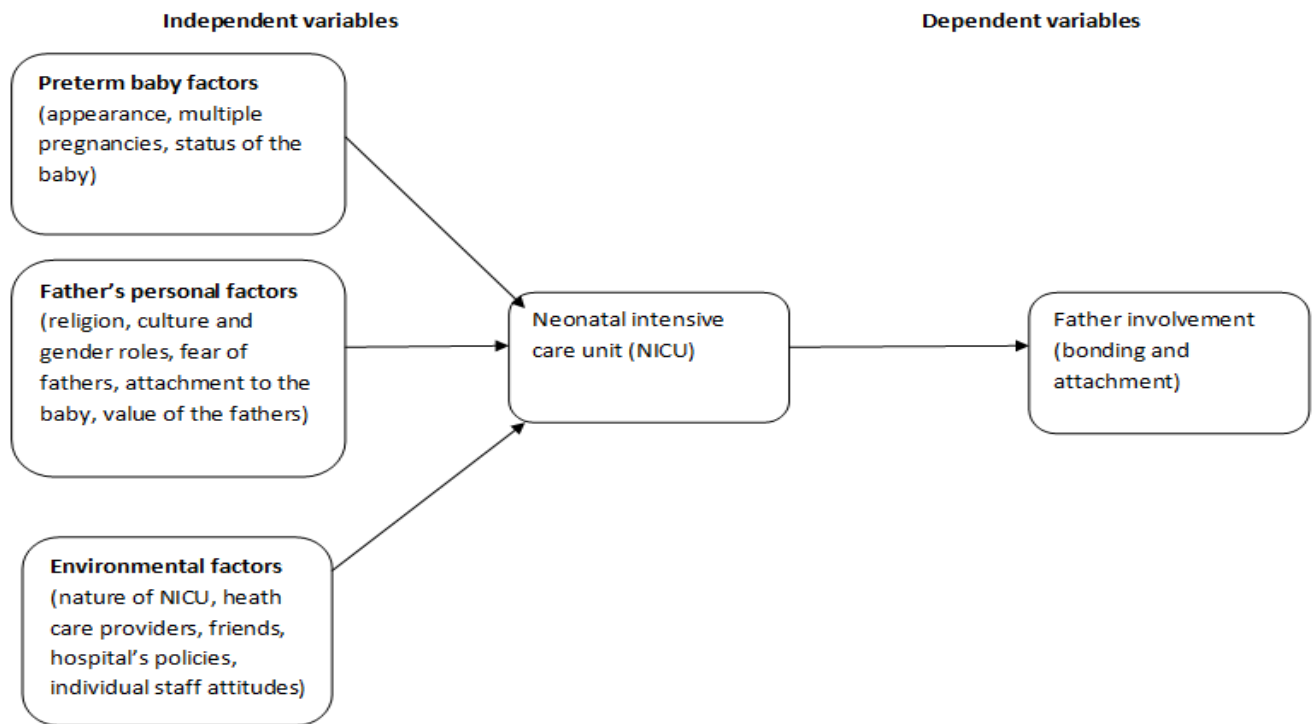 Independent variables
Dependent variables
Preterm baby factors
(appearance, multiple
pregnancies, status of the
baby)
Father's personal factors
(religion, culture and
gender roles, fear of
fathers, attachment to the
baby, value of the fathers)
Neonatal intensive
care unit (NICU)
Father involvement
(bonding and
attachment)
Environmental factors
(nature of NICU, heath
care providers, friends,
hospital's policies,
individual staff attitudes)